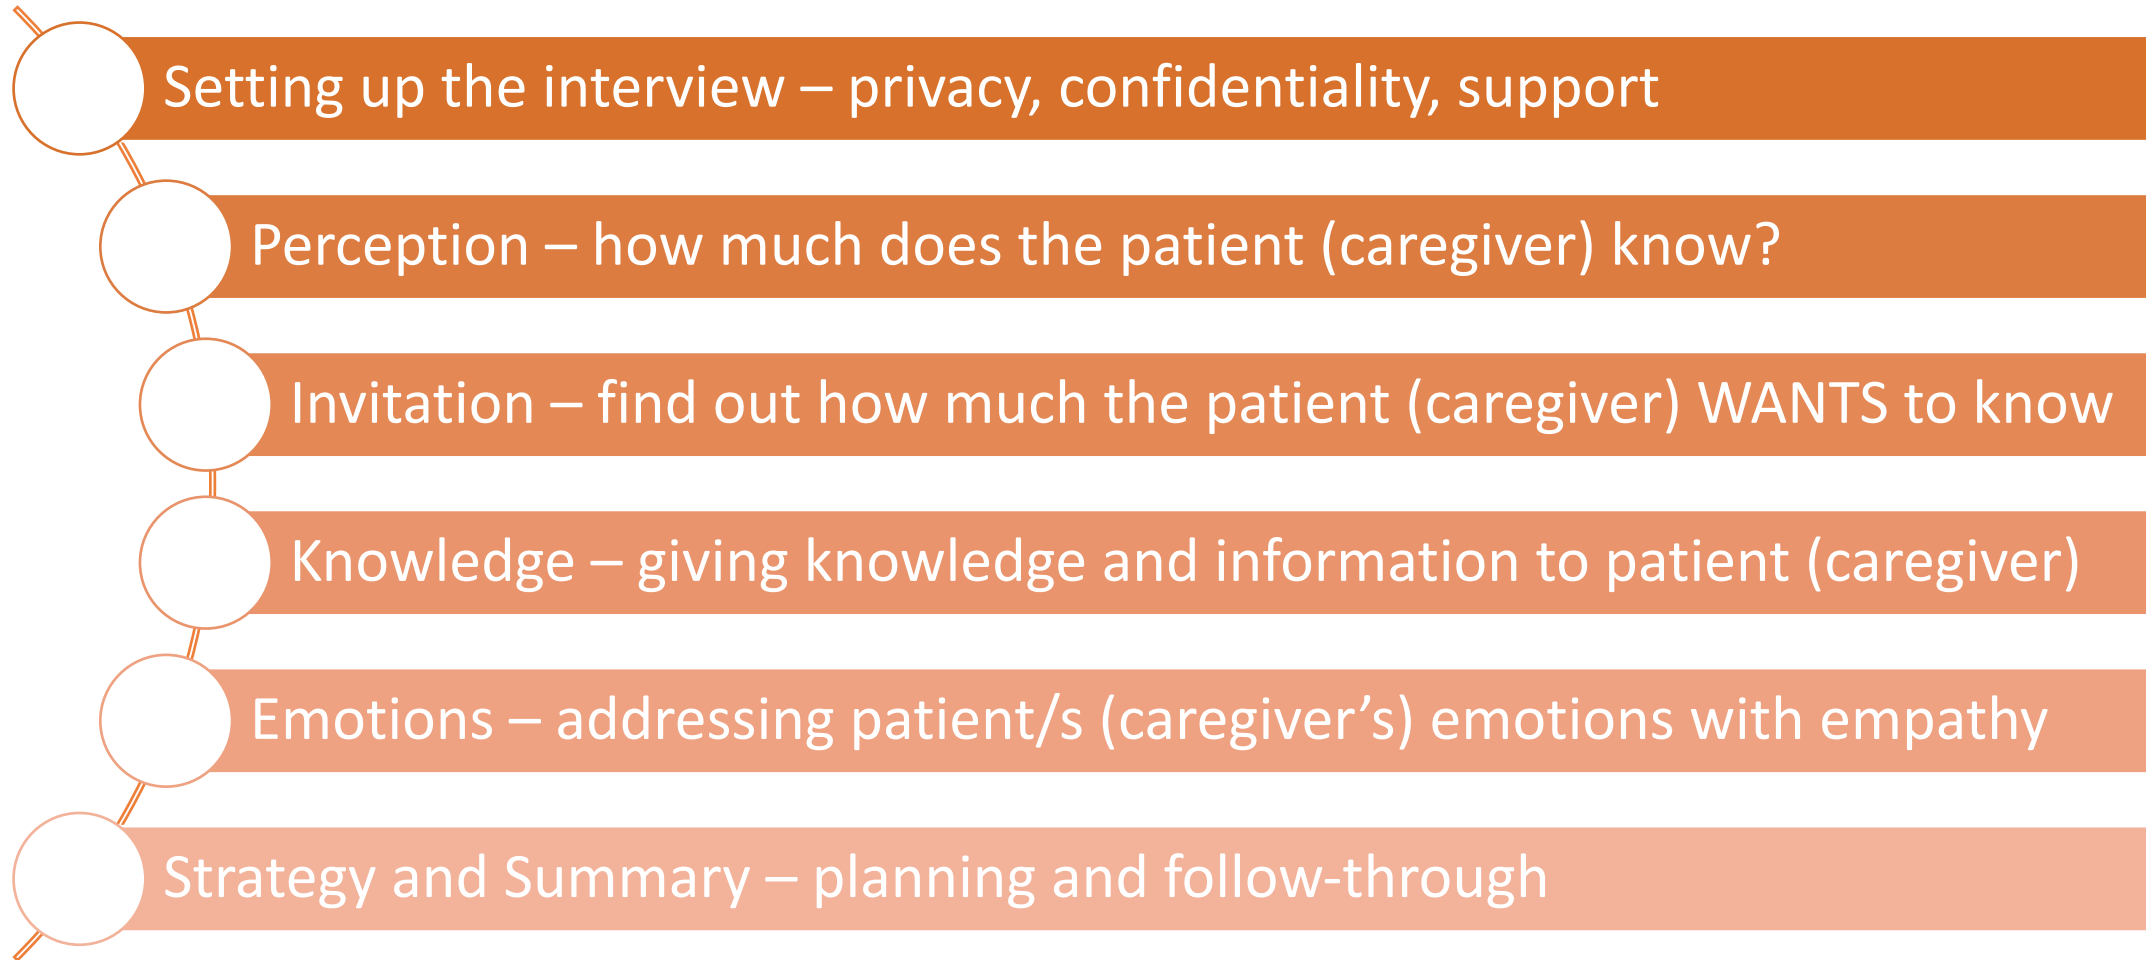 Setting up the interview – privacy, confidentiality, support
Perception – how much does the patient (caregiver) know?
Invitation – find out how much the patient (caregiver) WANTS to know
Knowledge – giving knowledge and information to patient (caregiver)
Emotions – addressing patient/s (caregiver’s) emotions with empathy
Strategy and Summary – planning and follow-through